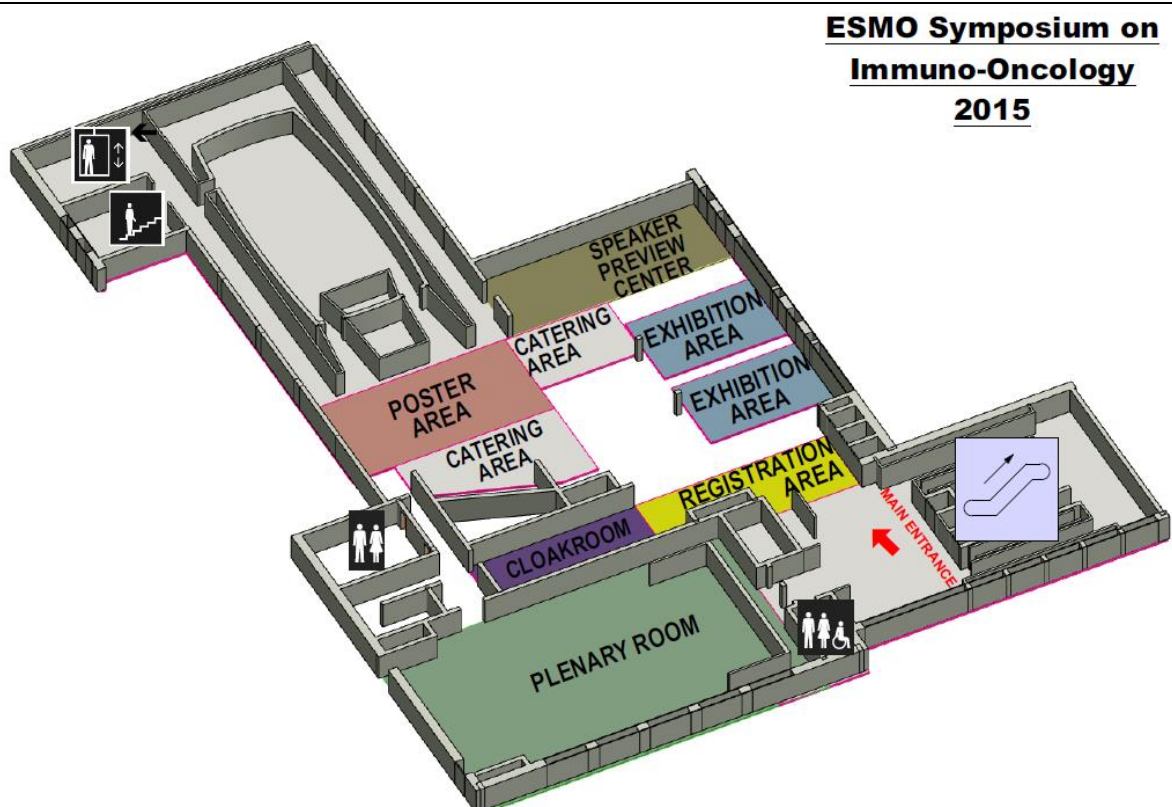 ESMO Symposium on
Immuno-Oncology
2015
SPEAKER
PREVIEW
CENTER
CATERING
AREA
EXHIBITION
AREA
EXHIBITION
AREA
POSTER
AREA
CATERING
AREA
REGISTRATION
AREA
MAIN ENTRANCE
CLOAKROOM
PLENARY ROOM